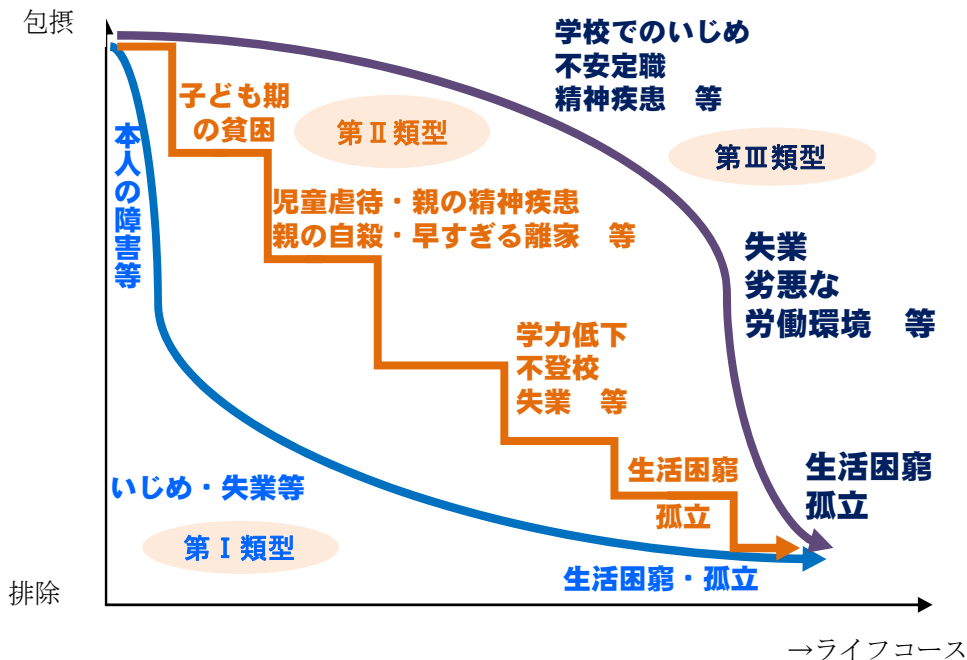 包摂
学校でのいじめ
不安定職
精神疾患　等
子ども期
の貧困
第Ⅱ類型
本人の障害等
第Ⅲ類型
児童虐待・親の精神疾患
親の自殺・早すぎる離家　等
失業
劣悪な
労働環境　等
学力低下
不登校
失業　等
生活困窮
孤立
生活困窮
孤立
いじめ・失業等
第Ⅰ類型
生活困窮・孤立
排除
→ライフコース